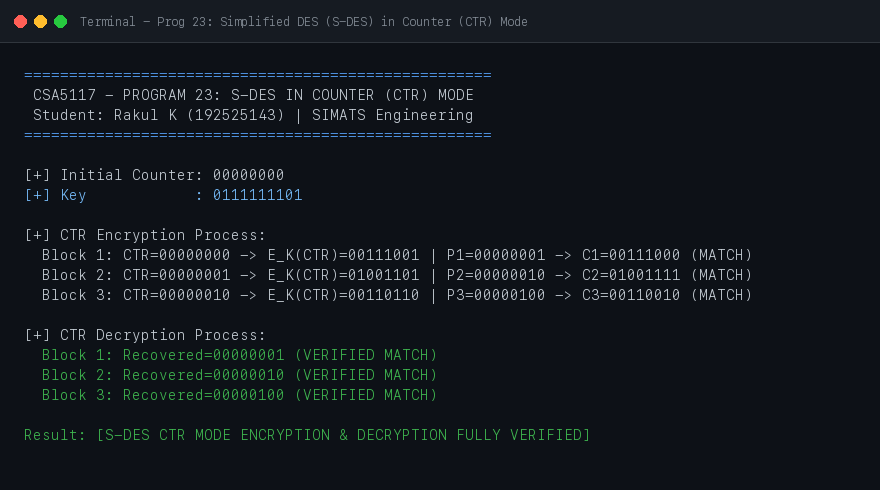 Terminal — Prog 23: Simplified DES (S-DES) in Counter (CTR) Mode
====================================================
CSA5117 - PROGRAM 23: S-DES IN COUNTER (CTR) MODE
Student: Rakul K (192525143) | SIMATS Engineering
====================================================
[+] Initial Counter: 00000000
[+] Key            : 0111111101
[+] CTR Encryption Process:
Block 1: CTR=00000000 -> E_K(CTR)=00111001 | P1=00000001 -> C1=00111000 (MATCH)
Block 2: CTR=00000001 -> E_K(CTR)=01001101 | P2=00000010 -> C2=01001111 (MATCH)
Block 3: CTR=00000010 -> E_K(CTR)=00110110 | P3=00000100 -> C3=00110010 (MATCH)
[+] CTR Decryption Process:
Block 1: Recovered=00000001 (VERIFIED MATCH)
Block 2: Recovered=00000010 (VERIFIED MATCH)
Block 3: Recovered=00000100 (VERIFIED MATCH)
Result: [S-DES CTR MODE ENCRYPTION & DECRYPTION FULLY VERIFIED]